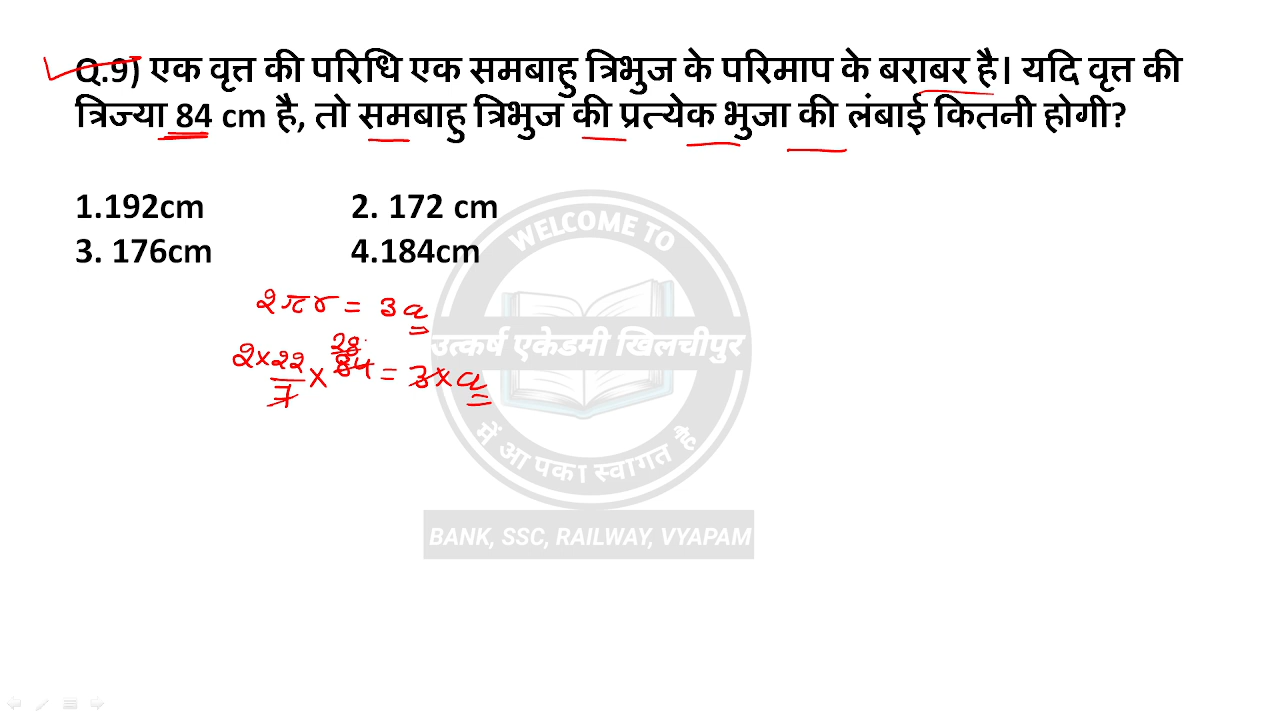 Q.9) एक वृत्त की परिधि एक समबाहु त्रिभुज के परिमाप के बराबर है। यदि वृत्त की
त्रिज्या 84 cm है, तो समबाहु त्रिभुज की प्रत्येक भुजा की लंबाई कितनी होगी?
1.192cm 2. 172 cm
3. 176cm 4.184cm
2πr = 3a
28
2×22/7 × 84 = 3×a
WELCOME TO
उत्कर्ष एकेडमी खिलचीपुर
में आ पका स्वागत है
BANK, SSC, RAILWAY, VYAPAM